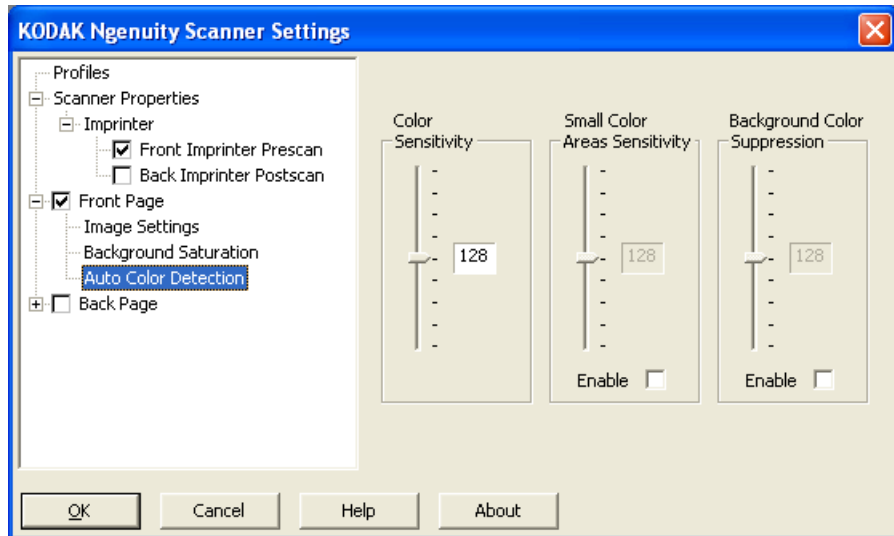 KODAK Ngenuity Scanner Settings
Profiles
Scanner Properties
Imprinter
Front Imprinter Prescan
Back Imprinter Postscan
Front Page
Image Settings
Background Saturation
Auto Color Detection
Back Page
Color
Sensitivity
128
Small Color
Areas Sensitivity
128
Enable
Background Color
Suppression
128
Enable
OK
Cancel
Help
About